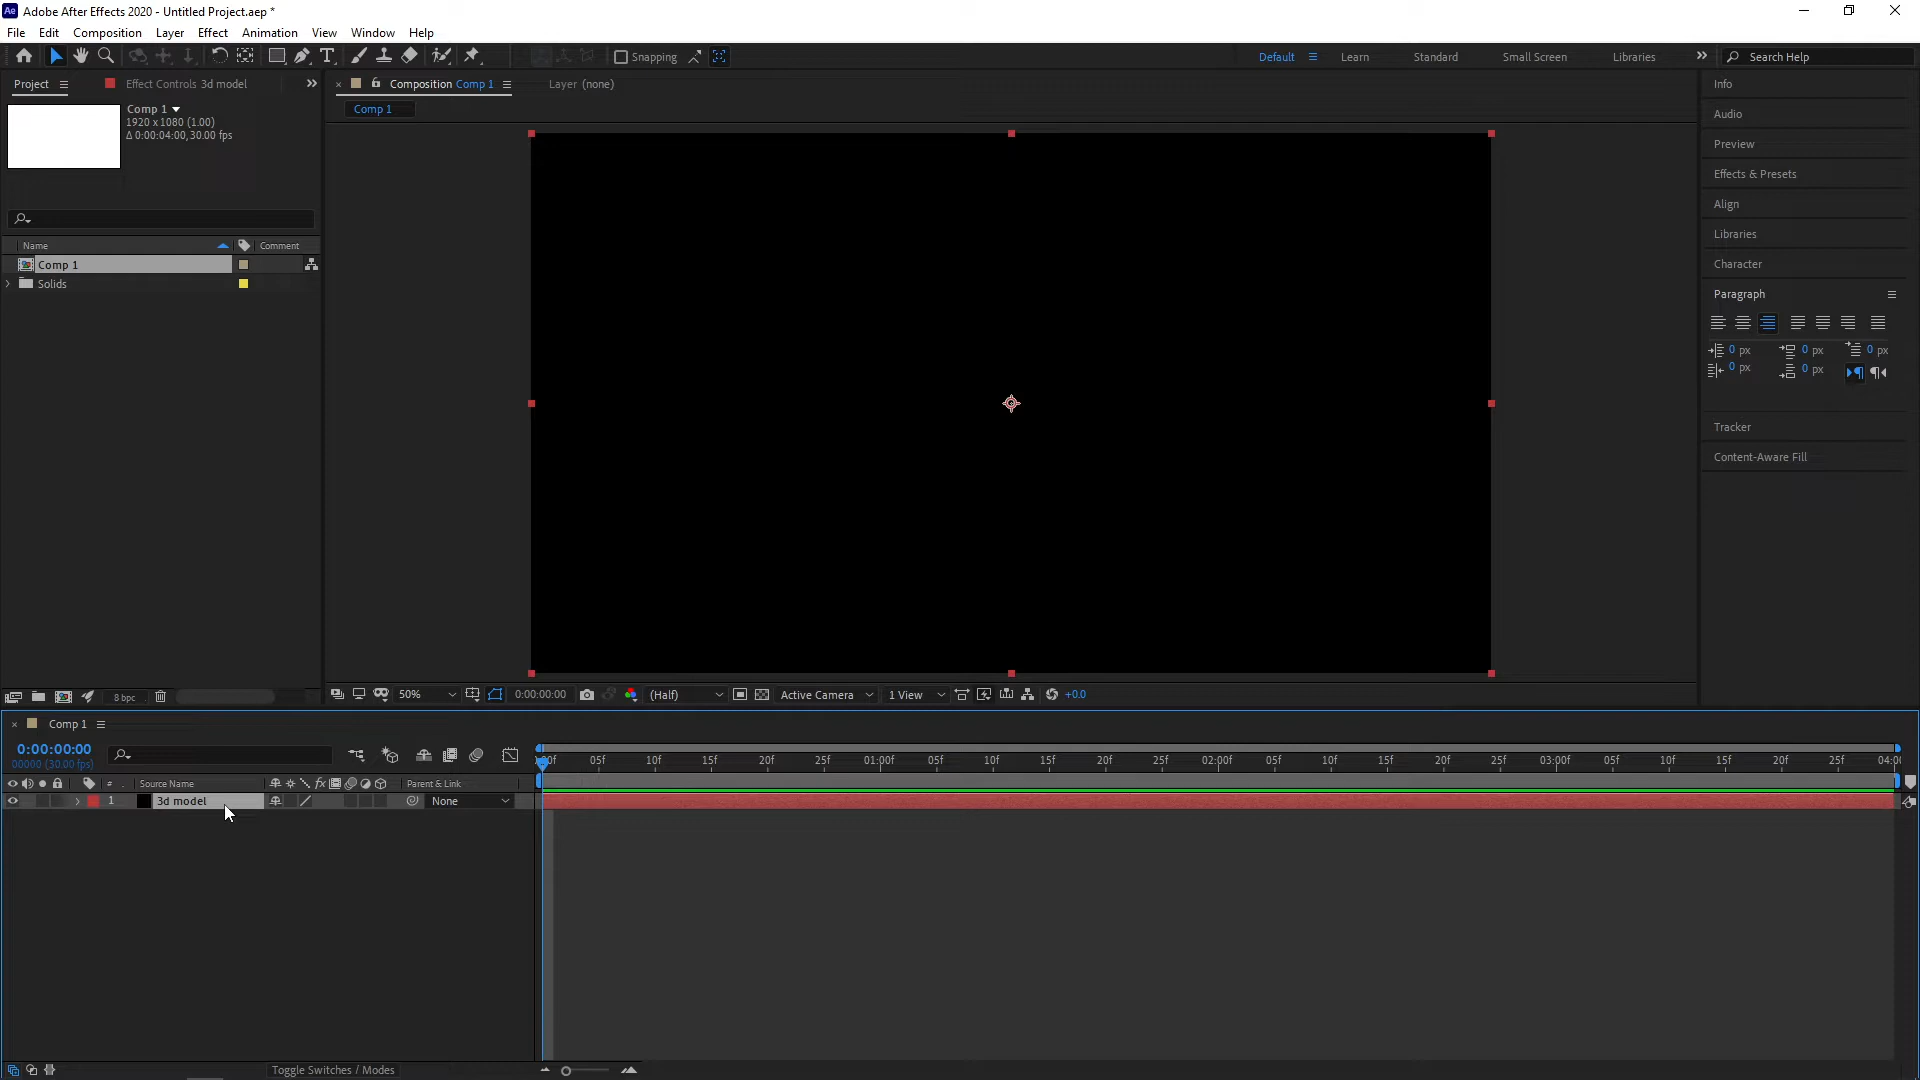 Ae Adobe After Effects 2020 - Untitled Project.aep *
File Edit Composition Layer Effect Animation View Window Help
Snapping
Default Learn Standard Small Screen Libraries Search Help
Project Effect Controls 3d model
Composition Comp 1 Layer (none)
Comp 1
1920 x 1080 (1.00)
Δ 0:00:04:00, 30.00 fps
Comp 1
Name Comment
Comp 1
Solids
8 bpc
50% 0:00:00:00 (Half) Active Camera 1 View +0.0
Info
Audio
Preview
Effects & Presets
Align
Libraries
Character
Paragraph
0 px 0 px 0 px
0 px 0 px
Tracker
Content-Aware Fill
Comp 1
0:00:00:00
00000 (30.00 fps)
05f 10f 15f 20f 25f 01:00f 05f 10f 15f 20f 25f 02:00f 05f 10f 15f 20f 25f 03:00f 05f 10f 15f 20f 25f
# Source Name fx Parent & Link
1 3d model None
Toggle Switches / Modes